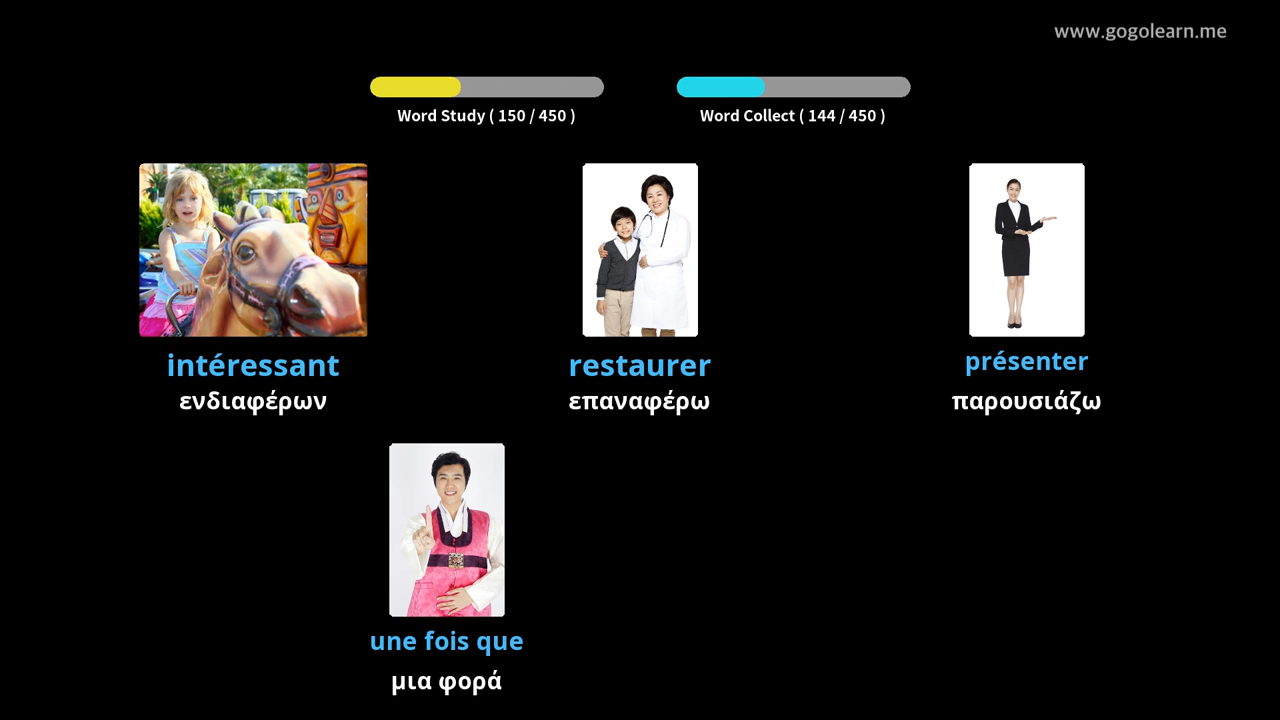 www.gogolearn.me
Word Study ( 150 / 450 )
Word Collect ( 144 / 450 )
intéressant
ενδιαφέρων
restaurer
επαναφέρω
présenter
παρουσιάζω
une fois que
μια φορά